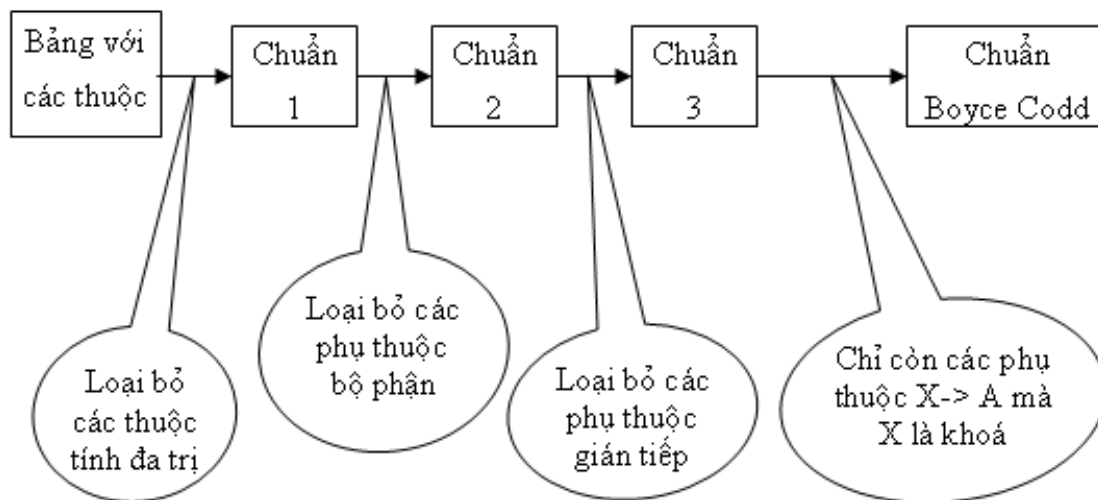 Bảng với
các thuộc
Chuẩn
1
Chuẩn
2
Chuẩn
3
Chuẩn
Boyce Codd
Loại bỏ
các thuộc
tính đa trị
Loại bỏ các
phụ thuộc
bộ phận
Loại bỏ các
phụ thuộc
gián tiếp
Chỉ còn các phụ
thuộc X-> A mà
X là khoá